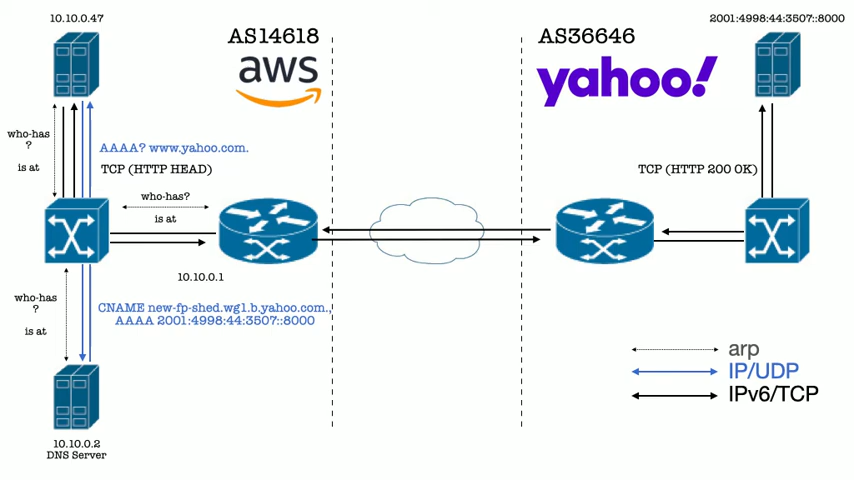 10.10.0.47
AS14618
aws
AS36646
yahoo!
2001:4998:44:3507::8000
who-has
?
is at
AAAA? www.yahoo.com.
TCP (HTTP HEAD)
TCP (HTTP 200 OK)
who-has?
is at
10.10.0.1
who-has
?
is at
CNAME new-fp-shed.wg1.b.yahoo.com.,
AAAA 2001:4998:44:3507::8000
arp
IP/UDP
IPv6/TCP
10.10.0.2
DNS Server